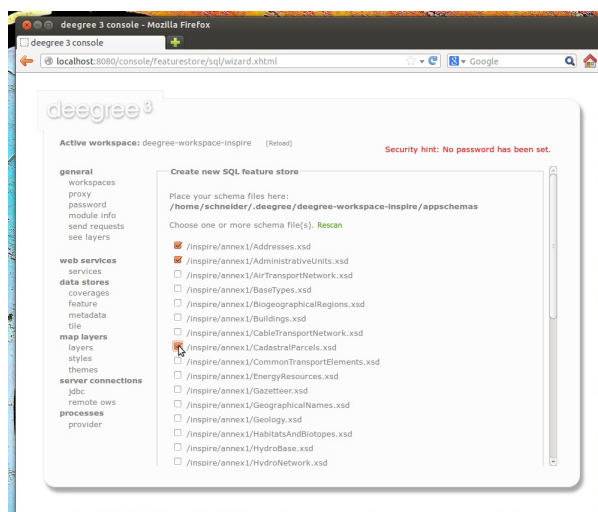 deegree 3 console - Mozilla Firefox
deegree 3 console
localhost:8080/console/featurestore/sql/wizard.xhtml
Google
deegree 3
Active workspace: deegree-workspace-inspire [Reload]
Security hint: No password has been set.
general
workspaces
proxy
password
module info
send requests
see layers
web services
services
data stores
coverages
feature
metadata
tile
map layers
layers
styles
themes
server connections
jdbc
remote ows
processes
provider
Create new SQL feature store
Place your schema files here:
/home/schneider/.deegree/deegree-workspace-inspire/appschemas
Choose one or more schema file(s). Rescan
/inspire/annex1/Addresses.xsd
/inspire/annex1/AdministrativeUnits.xsd
/inspire/annex1/AirTransportNetwork.xsd
/inspire/annex1/BaseTypes.xsd
/inspire/annex1/BiogeographicalRegions.xsd
/inspire/annex1/Buildings.xsd
/inspire/annex1/CableTransportNetwork.xsd
/inspire/annex1/CadastralParcels.xsd
/inspire/annex1/CommonTransportElements.xsd
/inspire/annex1/EnergyResources.xsd
/inspire/annex1/Gazetteer.xsd
/inspire/annex1/GeographicalNames.xsd
/inspire/annex1/Geology.xsd
/inspire/annex1/HabitatsAndBiotopes.xsd
/inspire/annex1/HydroBase.xsd
/inspire/annex1/HydroNetwork.xsd